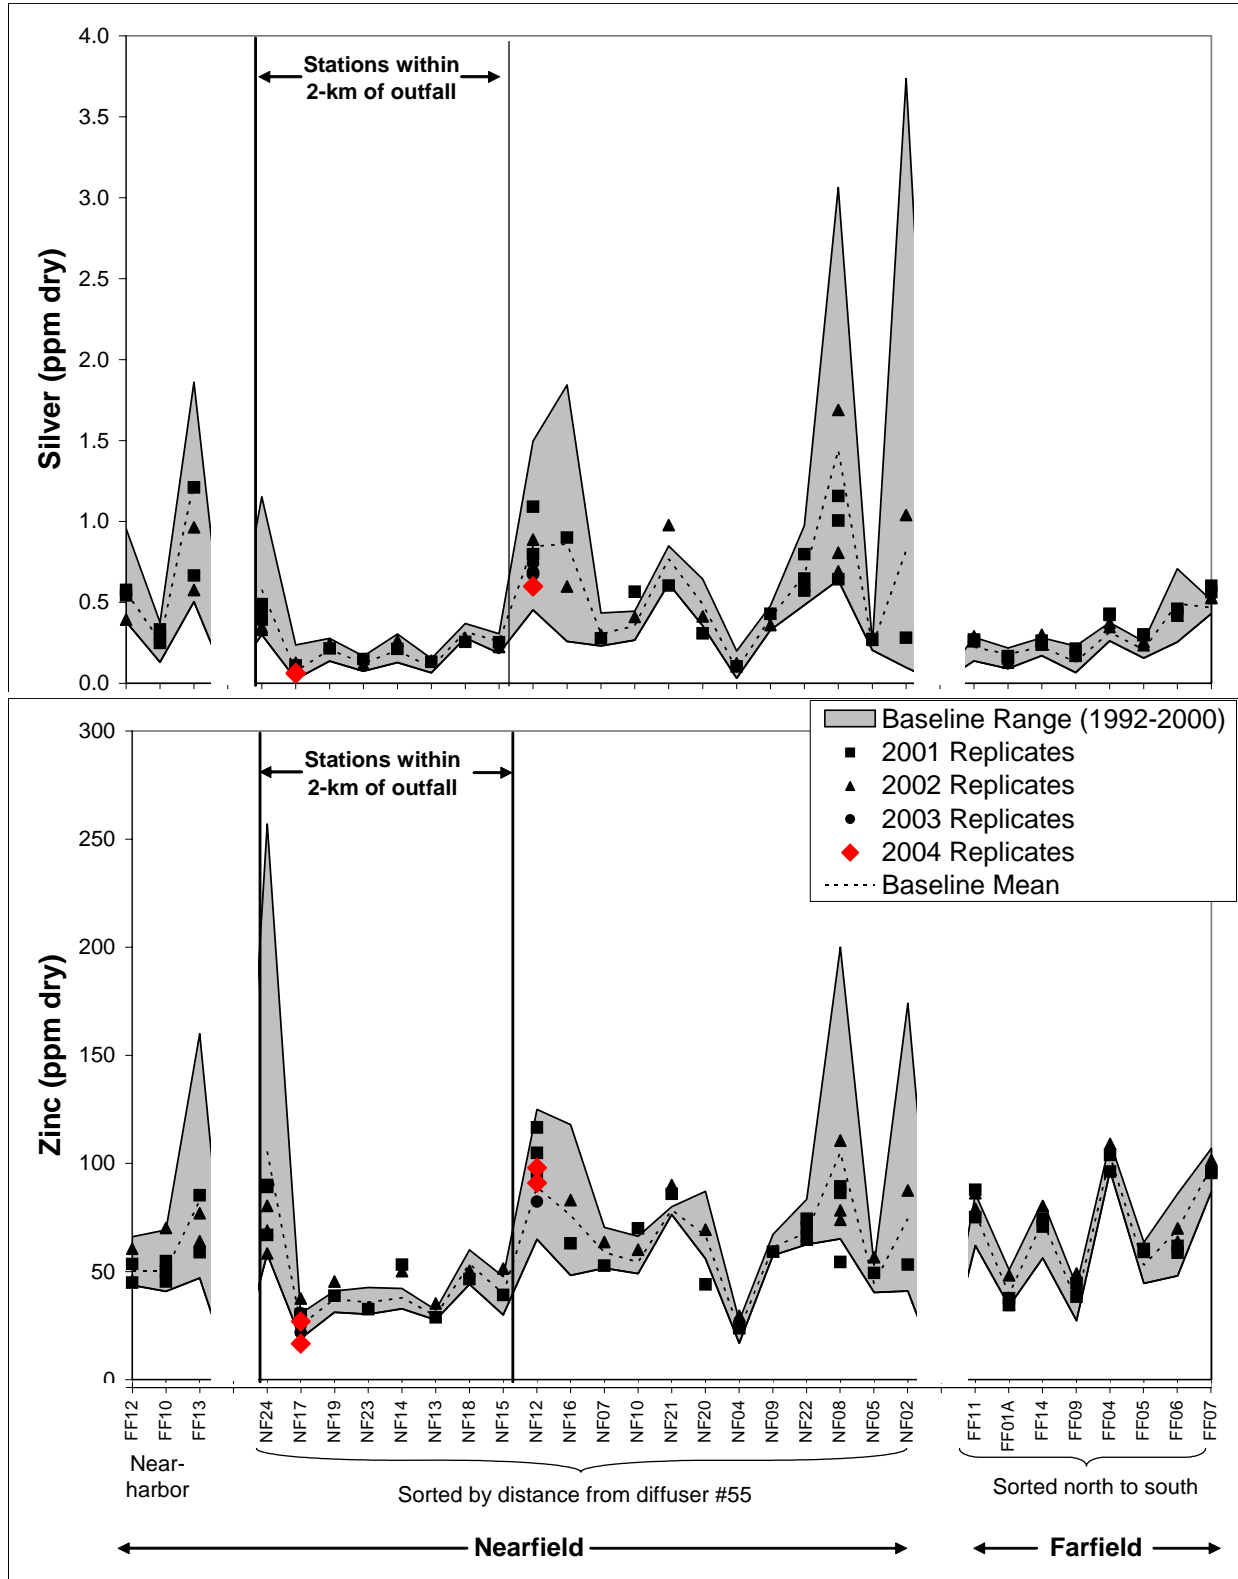 4.0
3.5
3.0
2.5
2.0
1.5
1.0
0.5
0.0
Silver (ppm dry)
Stations within
2-km of outfall
300
250
200
150
100
50
0
Zinc (ppm dry)
Stations within
2-km of outfall
Baseline Range (1992-2000)
2001 Replicates
2002 Replicates
2003 Replicates
2004 Replicates
Baseline Mean
FF12
FF10
FF13
NF24
NF17
NF19
NF23
NF14
NF13
NF18
NF15
NF12
NF16
NF07
NF10
NF21
NF20
NF04
NF09
NF22
NF08
NF05
NF02
FF11
FF01A
FF14
FF09
FF04
FF05
FF06
FF07
Near-
harbor
Sorted by distance from diffuser #55
Sorted north to south
Nearfield
Farfield